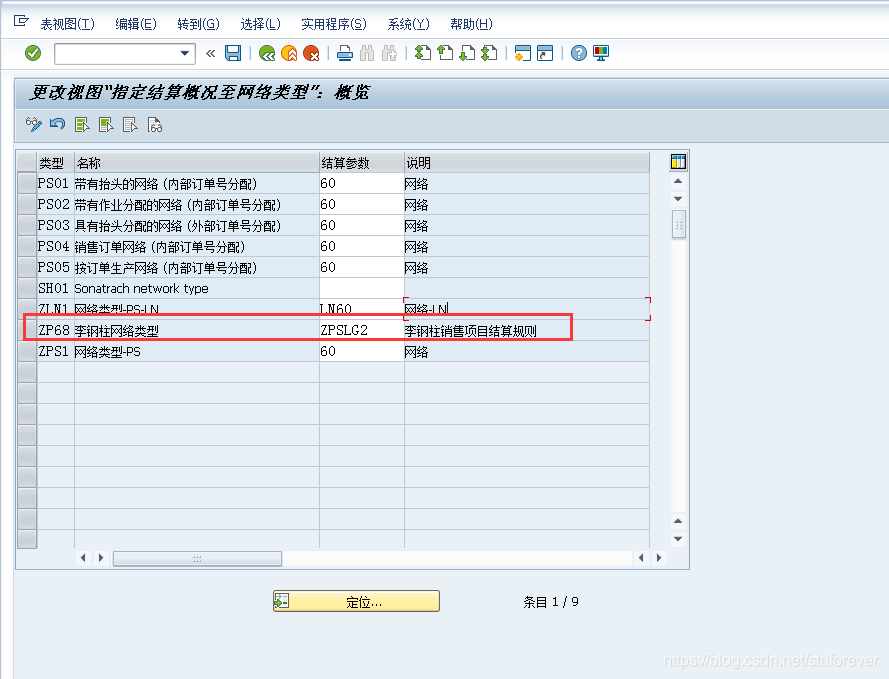 表视图(T) 编辑(E) 转到(G) 选择(L) 实用程序(S) 系统(Y) 帮助(H)
更改视图"指定结算概况至网络类型": 概览
类型 名称 结算参数 说明
PS01 带有抬头的网络 (内部订单号分配) 60 网络
PS02 带有作业分配的网络 (内部订单号分配) 60 网络
PS03 具有抬头分配的网络 (外部订单号分配) 60 网络
PS04 销售订单网络 (内部订单号分配) 60 网络
PS05 按订单生产网络 (内部订单号分配) 60 网络
SH01 Sonatrach network type
ZLN1 网络类型-PS-LN LN60 网络-LN
ZP68 李钢柱网络类型 ZPSLG2 李钢柱销售项目结算规则
ZPS1 网络类型-PS 60 网络
定位... 条目 1 / 9
https://blog.csdn.net/stuforever